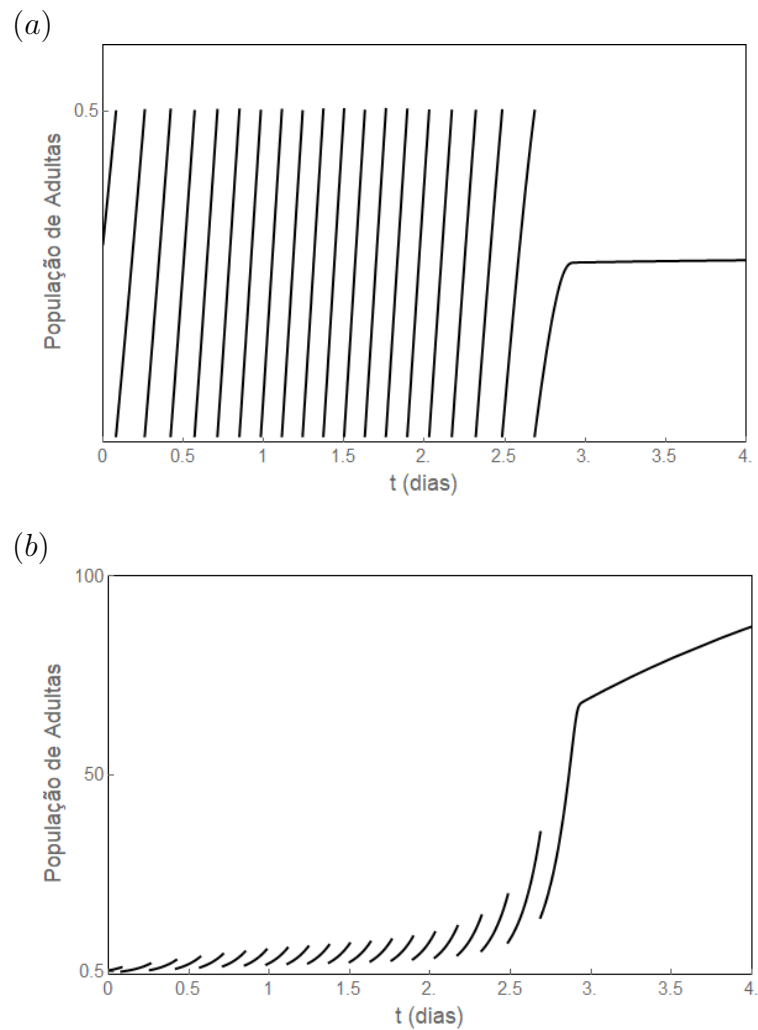 (a)
0.5
População de Adultas
0 0.5 1 1.5 2. 2.5 3. 3.5 4.
t (dias)
(b)
100
50
0.5
População de Adultas
0 0.5 1 1.5 2. 2.5 3. 3.5 4.
t (dias)